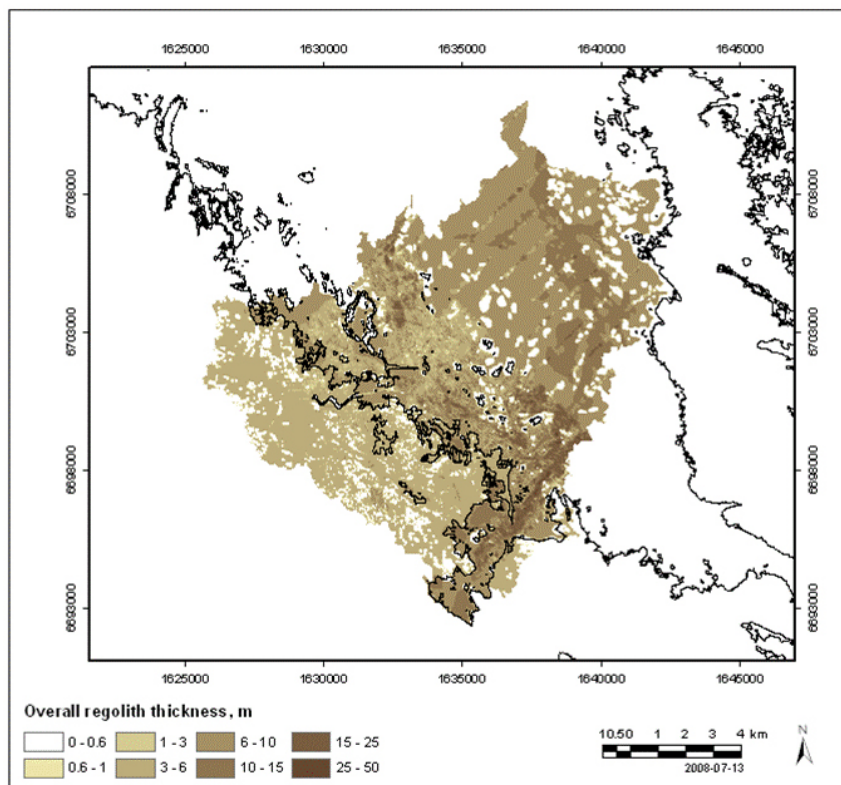 1625000 1630000 1635000 1640000 1645000
6708000 6708000
6703000 6703000
6698000 6698000
6693000 6693000
1625000 1630000 1635000 1640000 1645000
Overall regolith thickness, m
0 - 0.6 1 - 3 6 - 10 15 - 25
0.6 - 1 3 - 6 10 - 15 25 - 50
10.50 1 2 3 4 km
2008-07-13
N